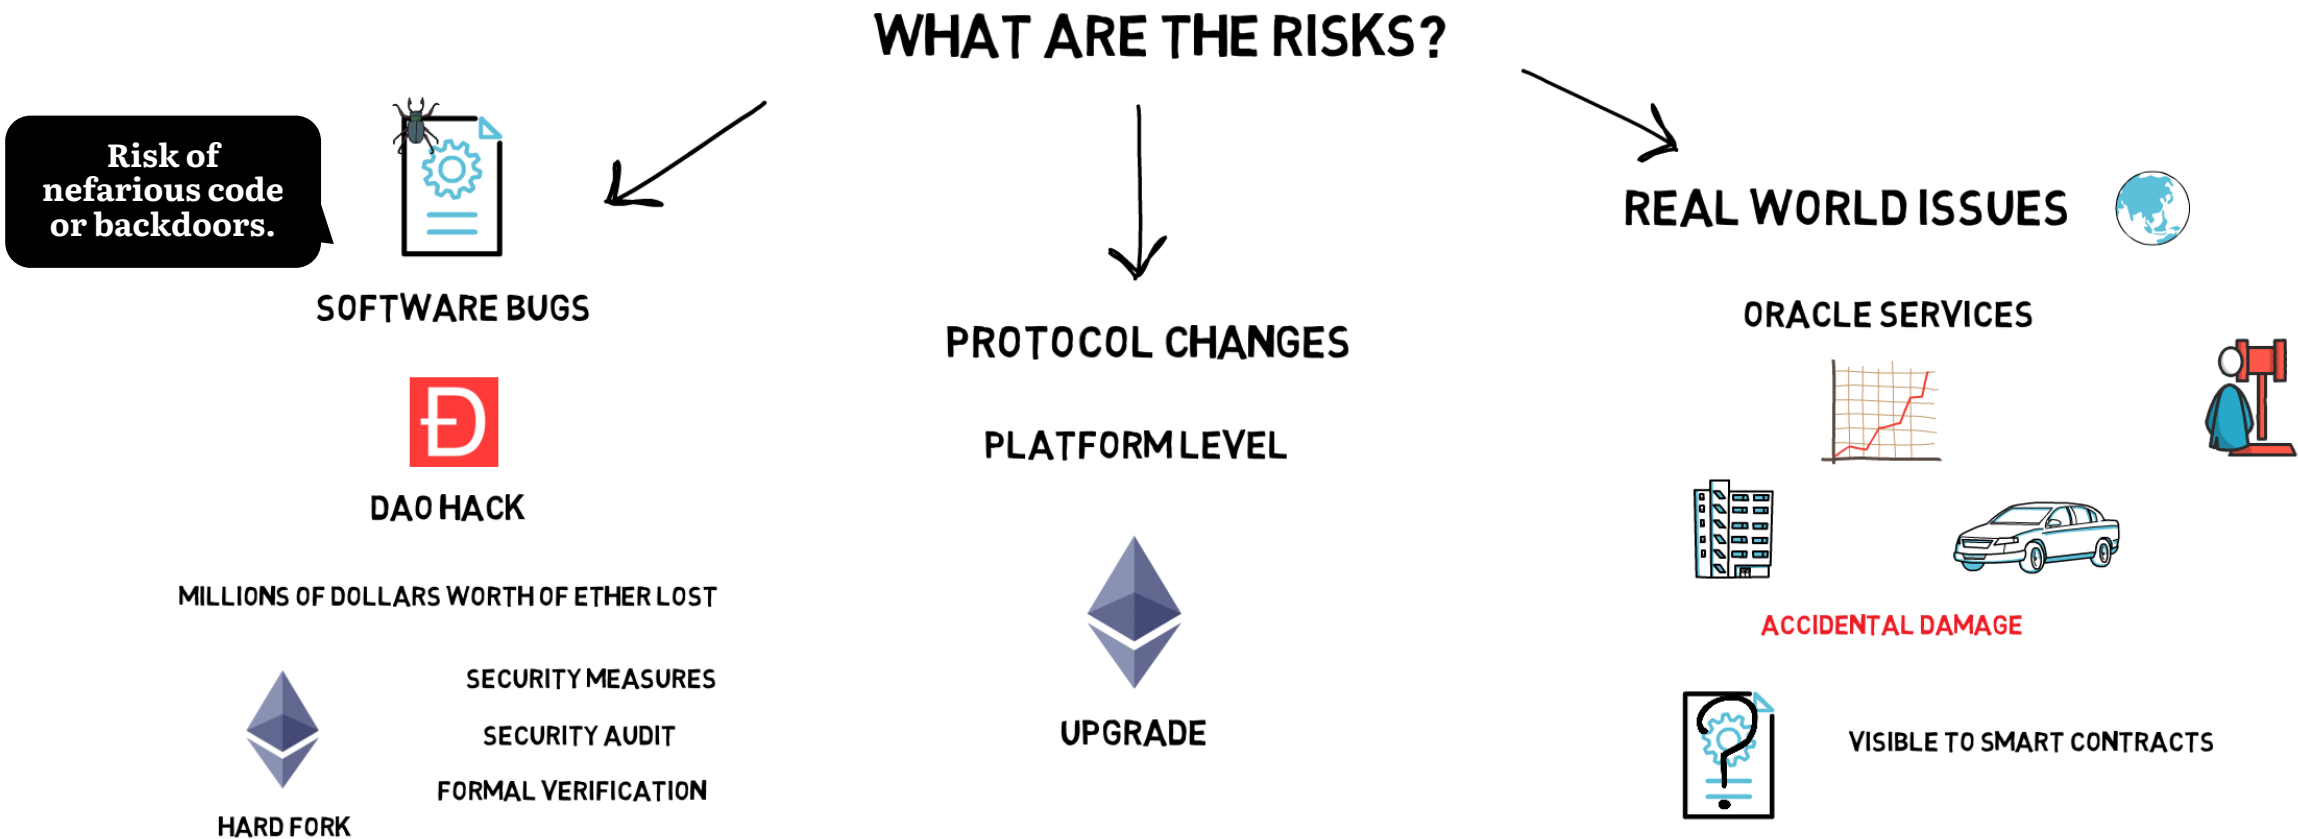 WHAT ARE THE RISKS?
Risk of
nefarious code
or backdoors.
SOFTWARE BUGS
Ð
DAO HACK
MILLIONS OF DOLLARS WORTH OF ETHER LOST
HARD FORK
SECURITY MEASURES
SECURITY AUDIT
FORMAL VERIFICATION
PROTOCOL CHANGES
PLATFORM LEVEL
UPGRADE
REAL WORLD ISSUES
ORACLE SERVICES
ACCIDENTAL DAMAGE
?
VISIBLE TO SMART CONTRACTS